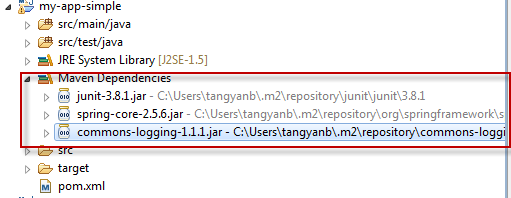 my-app-simple
src/main/java
src/test/java
JRE System Library [J2SE-1.5]
Maven Dependencies
junit-3.8.1.jar - C:\Users\tangyanb\.m2\repository\junit\junit\3.8.1
spring-core-2.5.6.jar - C:\Users\tangyanb\.m2\repository\org\springframework\s
commons-logging-1.1.1.jar - C:\Users\tangyanb\.m2\repository\commons-loggi
src
target
pom.xml